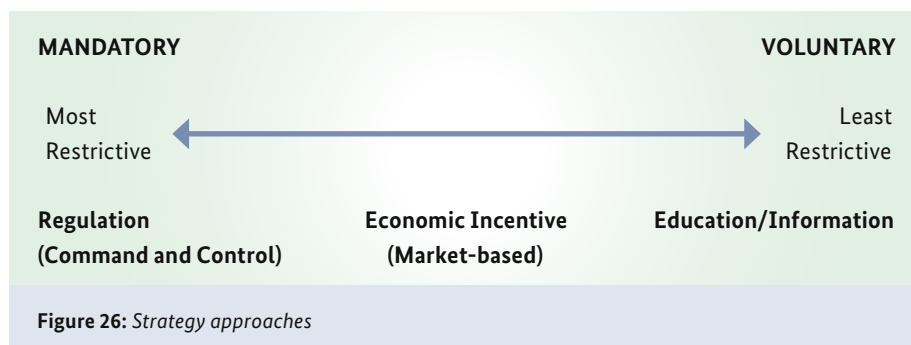 MANDATORY VOLUNTARY
Most Least
Restrictive Restrictive
Regulation Economic Incentive Education/Information
(Command and Control) (Market-based)
Figure 26: Strategy approaches